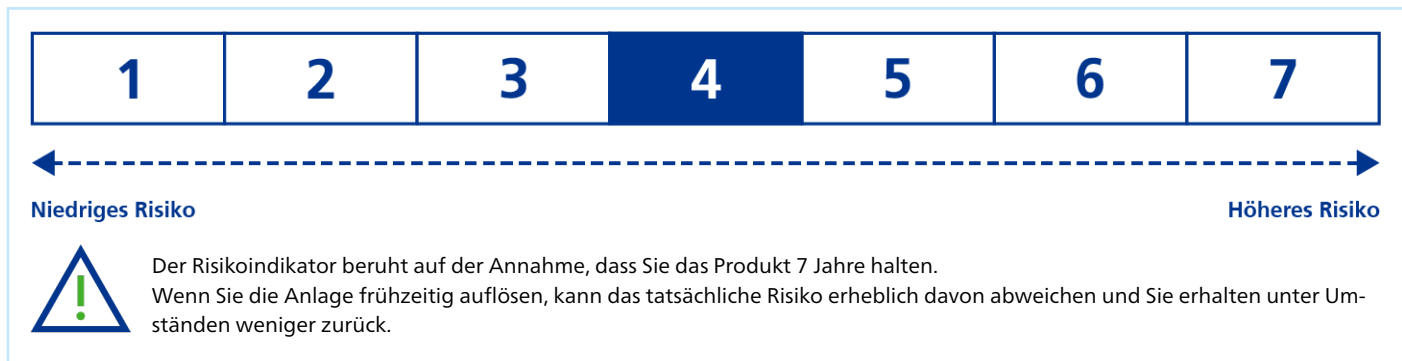 1 2 3 4 5 6 7
Niedriges Risiko Höheres Risiko
Der Risikoindikator beruht auf der Annahme, dass Sie das Produkt 7 Jahre halten.
Wenn Sie die Anlage frühzeitig auflösen, kann das tatsächliche Risiko erheblich davon abweichen und Sie erhalten unter Um-
ständen weniger zurück.